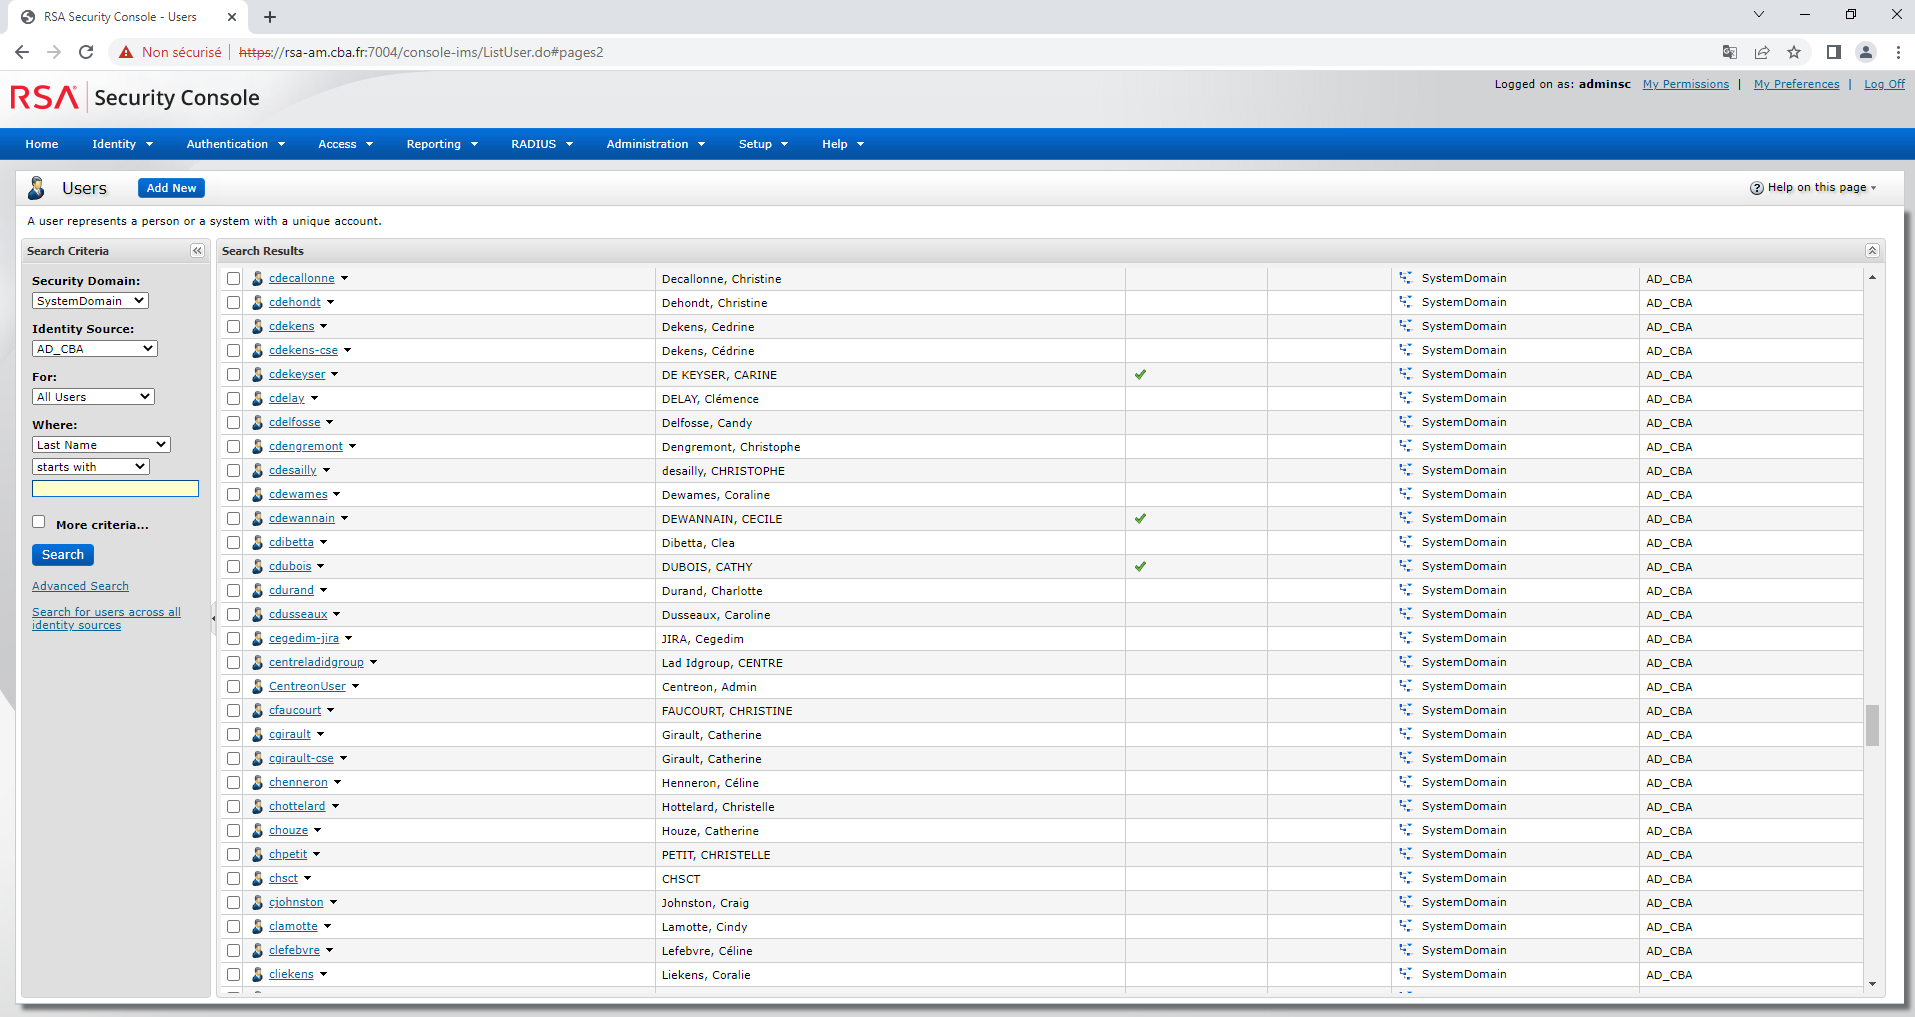 RSA Security Console - Users
Non sécurisé https://rsa-am.cba.fr:7004/console-ims/ListUser.do#pages2
RSA Security Console
Logged on as: adminsc My Permissions | My Preferences | Log Off
Home Identity Authentication Access Reporting RADIUS Administration Setup Help
Users Add New Help on this page
A user represents a person or a system with a unique account.
Search Criteria
Security Domain:
SystemDomain
Identity Source:
AD_CBA
For:
All Users
Where:
Last Name
starts with
More criteria...
Search
Advanced Search
Search for users across all
identity sources
Search Results
cdecallonne Decallonne, Christine SystemDomain AD_CBA
cdehondt Dehondt, Christine SystemDomain AD_CBA
cdekens Dekens, Cedrine SystemDomain AD_CBA
cdekens-cse Dekens, Cédrine SystemDomain AD_CBA
cdekeyser DE KEYSER, CARINE SystemDomain AD_CBA
cdelay DELAY, Clémence SystemDomain AD_CBA
cdelfosse Delfosse, Candy SystemDomain AD_CBA
cdengremont Dengremont, Christophe SystemDomain AD_CBA
cdesailly desailly, CHRISTOPHE SystemDomain AD_CBA
cdewames Dewames, Coraline SystemDomain AD_CBA
cdewannain DEWANNAIN, CECILE SystemDomain AD_CBA
cdibetta Dibetta, Clea SystemDomain AD_CBA
cdubois DUBOIS, CATHY SystemDomain AD_CBA
cdurand Durand, Charlotte SystemDomain AD_CBA
cdusseaux Dusseaux, Caroline SystemDomain AD_CBA
cegedim-jira JIRA, Cegedim SystemDomain AD_CBA
centreladidgroup Lad Idgroup, CENTRE SystemDomain AD_CBA
CentreonUser Centreon, Admin SystemDomain AD_CBA
cfaucourt FAUCOURT, CHRISTINE SystemDomain AD_CBA
cgirault Girault, Catherine SystemDomain AD_CBA
cgirault-cse Girault, Catherine SystemDomain AD_CBA
chenneron Henneron, Céline SystemDomain AD_CBA
chottelard Hottelard, Christelle SystemDomain AD_CBA
chouze Houze, Catherine SystemDomain AD_CBA
chpetit PETIT, CHRISTELLE SystemDomain AD_CBA
chsct CHSCT SystemDomain AD_CBA
cjohnston Johnston, Craig SystemDomain AD_CBA
clamotte Lamotte, Cindy SystemDomain AD_CBA
clefebvre Lefebvre, Céline SystemDomain AD_CBA
cliekens Liekens, Coralie SystemDomain AD_CBA